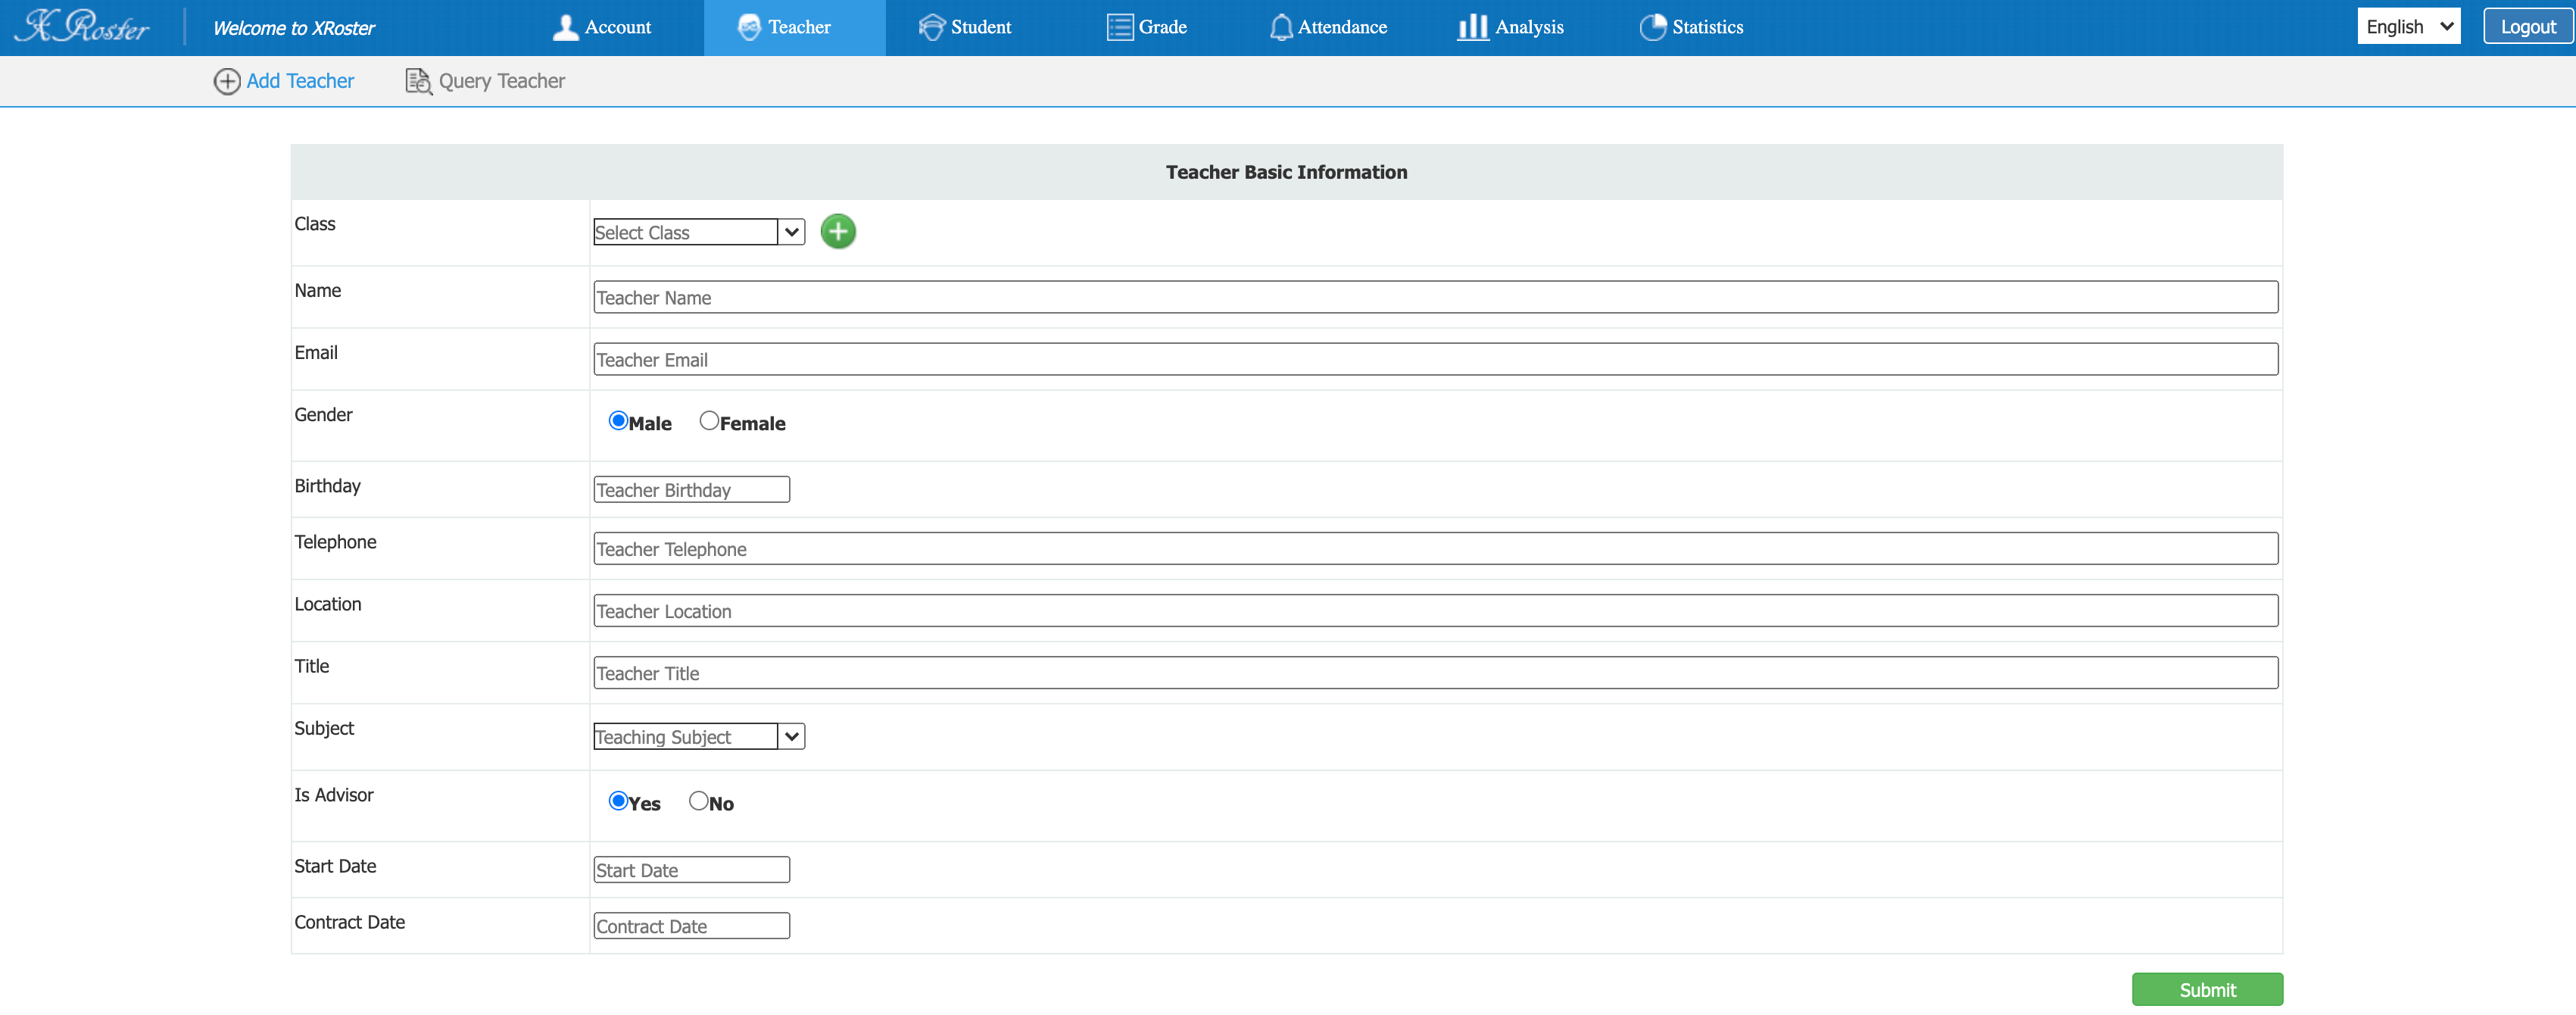 XRoster Welcome to XRoster Account Teacher Student Grade Attendance Analysis Statistics English Logout
Add Teacher Query Teacher
Teacher Basic Information
Class Select Class
Name Teacher Name
Email Teacher Email
Gender Male Female
Birthday Teacher Birthday
Telephone Teacher Telephone
Location Teacher Location
Title Teacher Title
Subject Teaching Subject
Is Advisor Yes No
Start Date Start Date
Contract Date Contract Date
Submit